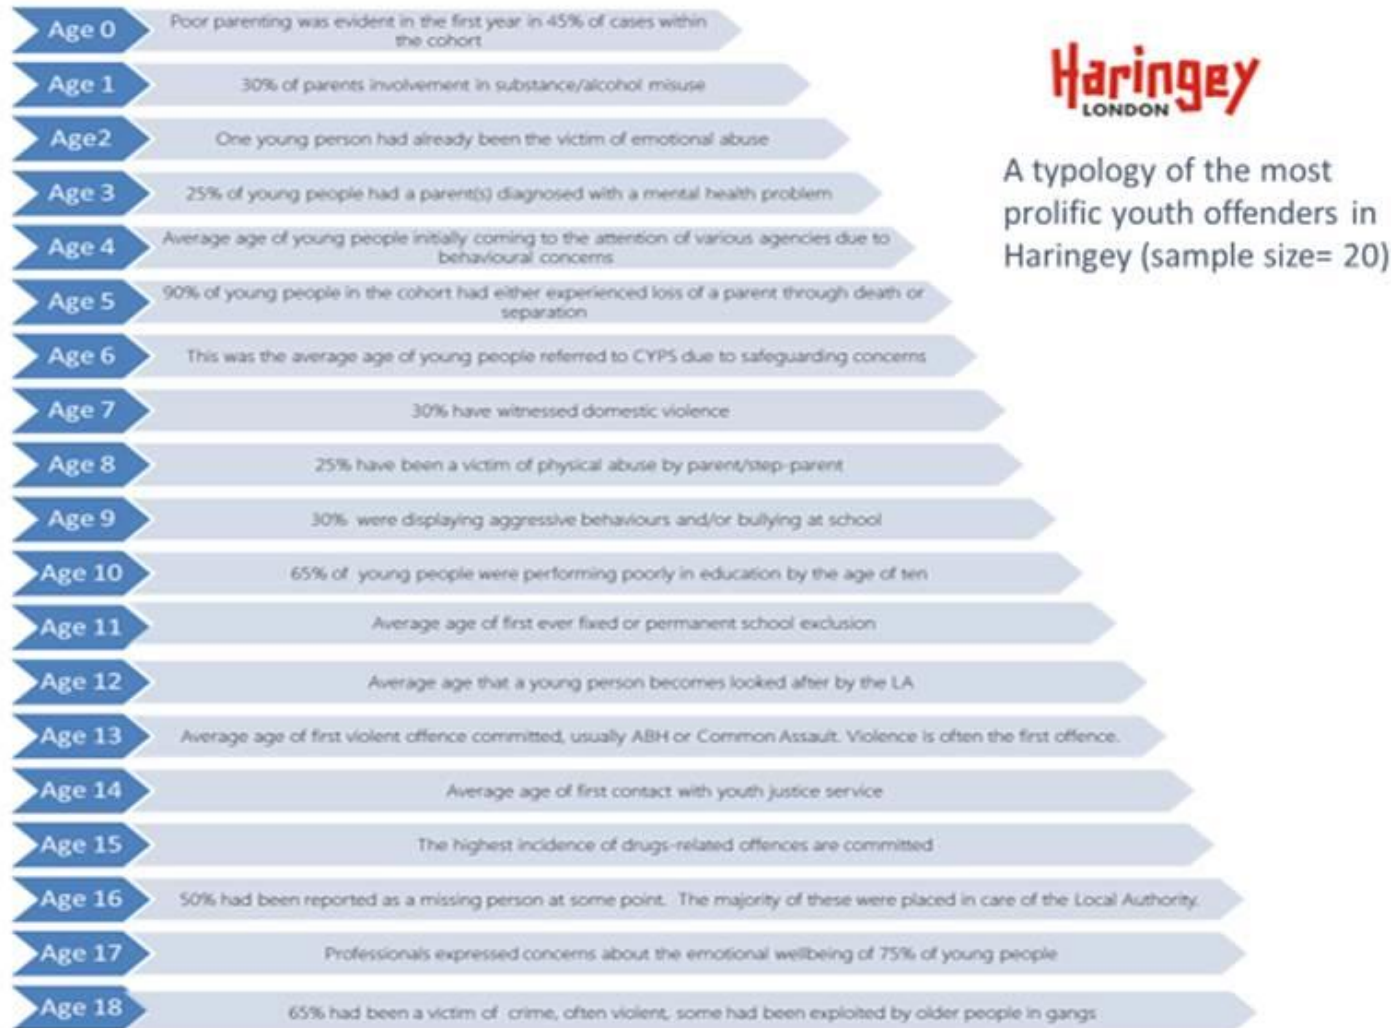 Age 0
Poor parenting was evident in the first year in 45% of cases within
the cohort
Age 1
30% of parents involvement in substance/alcohol misuse
Age2
One young person had already been the victim of emotional abuse
Age 3
25% of young people had a parent(s) diagnosed with a mental health problem
Age 4
Average age of young people initially coming to the attention of various agencies due to
behavioural concerns
Age 5
90% of young people in the cohort had either experienced loss of a parent through death or
separation
Age 6
This was the average age of young people referred to CYPS due to safeguarding concerns
Age 7
30% have witnessed domestic violence
Age 8
25% have been a victim of physical abuse by parent/step-parent
Age 9
30% were displaying aggressive behaviours and/or bullying at school
Age 10
65% of young people were performing poorly in education by the age of ten
Age 11
Average age of first ever fixed or permanent school exclusion
Age 12
Average age that a young person becomes looked after by the LA
Age 13
Average age of first violent offence committed, usually ABH or Common Assault. Violence is often the first offence.
Age 14
Average age of first contact with youth justice service
Age 15
The highest incidence of drugs-related offences are committed
Age 16
50% had been reported as a missing person at some point. The majority of these were placed in care of the Local Authority.
Age 17
Professionals expressed concerns about the emotional wellbeing of 75% of young people
Age 18
65% had been a victim of crime, often violent, some had been exploited by older people in gangs
Haringey
LONDON
A typology of the most
prolific youth offenders in
Haringey (sample size= 20)